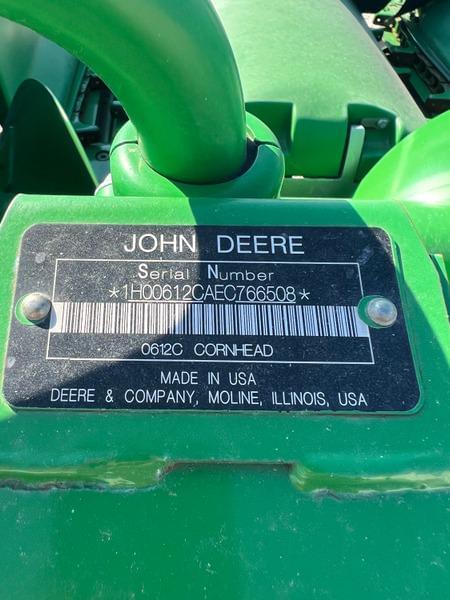 JOHN DEERE
Serial Number
*1H00612CAEC766508*
0612C CORNHEAD
MADE IN USA
DEERE & COMPANY, MOLINE, ILLINOIS, USA